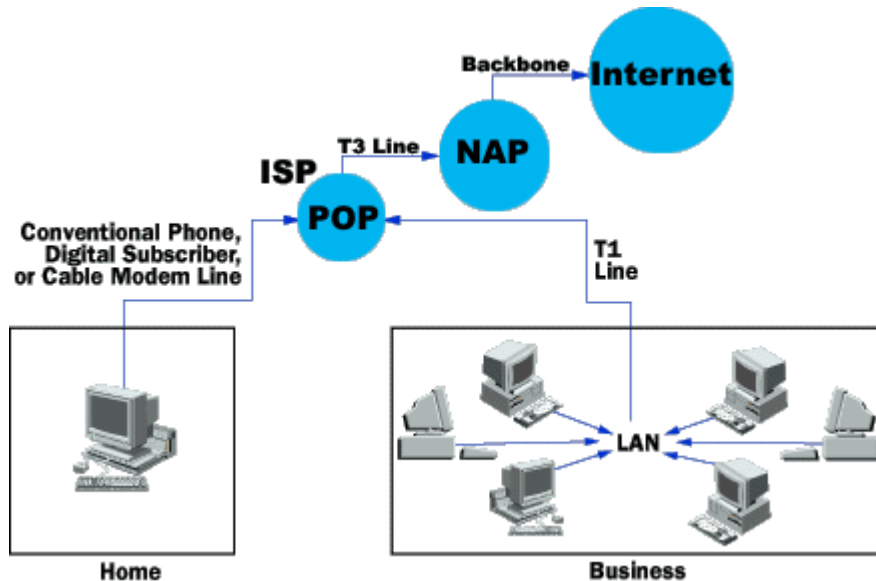 Backbone
Internet
T3 Line
NAP
ISP
POP
Conventional Phone,
Digital Subscriber,
or Cable Modem Line
T1
Line
LAN
Home
Business